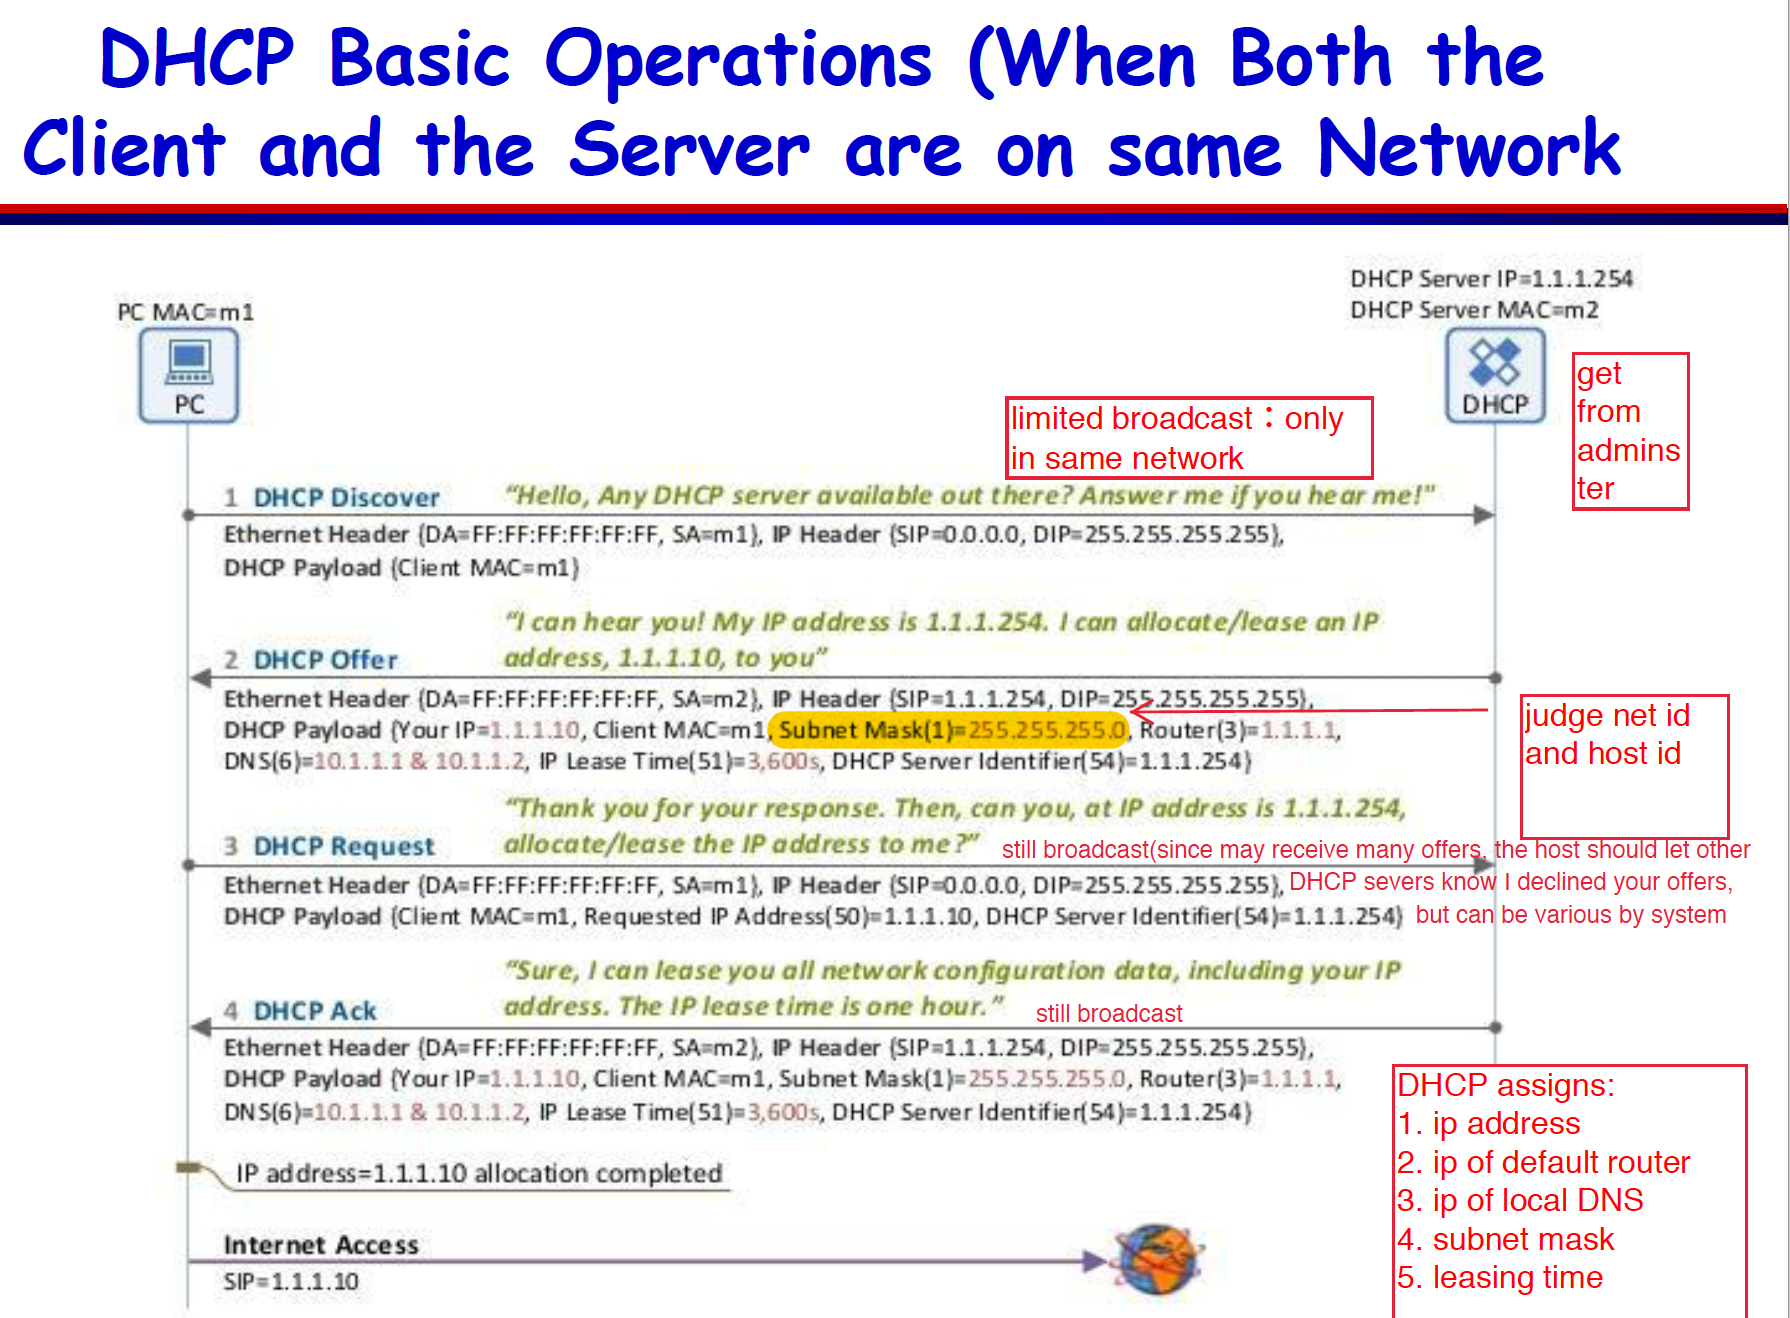 DHCP Basic Operations (When Both the
Client and the Server are on same Network
DHCP Server IP=1.1.1.254
DHCP Server MAC=m2
PC MAC=m1
PC
DHCP
get
from
admins
ter
limited broadcast：only
in same network
1 DHCP Discover "Hello, Any DHCP server available out there? Answer me if you hear me!"
Ethernet Header {DA=FF:FF:FF:FF:FF:FF, SA=m1}, IP Header {SIP=0.0.0.0, DIP=255.255.255.255},
DHCP Payload {Client MAC=m1}
"I can hear you! My IP address is 1.1.1.254. I can allocate/lease an IP
2 DHCP Offer address, 1.1.1.10, to you"
Ethernet Header {DA=FF:FF:FF:FF:FF:FF, SA=m2}, IP Header {SIP=1.1.1.254, DIP=255.255.255.255},
DHCP Payload {Your IP=1.1.1.10, Client MAC=m1, Subnet Mask(1)=255.255.255.0, Router(3)=1.1.1.1,
DNS(6)=10.1.1.1 & 10.1.1.2, IP Lease Time(51)=3,600s, DHCP Server Identifier(54)=1.1.1.254}
judge net id
and host id
"Thank you for your response. Then, can you, at IP address is 1.1.1.254,
3 DHCP Request allocate/lease the IP address to me?" still broadcast(since may receive many offers, the host should let other
Ethernet Header {DA=FF:FF:FF:FF:FF:FF, SA=m1}, IP Header {SIP=0.0.0.0, DIP=255.255.255.255}, DHCP severs know I declined your offers,
DHCP Payload {Client MAC=m1, Requested IP Address(50)=1.1.1.10, DHCP Server Identifier(54)=1.1.1.254} but can be various by system
"Sure, I can lease you all network configuration data, including your IP
4 DHCP Ack address. The IP lease time is one hour." still broadcast
Ethernet Header {DA=FF:FF:FF:FF:FF:FF, SA=m2}, IP Header {SIP=1.1.1.254, DIP=255.255.255.255},
DHCP Payload {Your IP=1.1.1.10, Client MAC=m1, Subnet Mask(1)=255.255.255.0, Router(3)=1.1.1.1,
DNS(6)=10.1.1.1 & 10.1.1.2, IP Lease Time(51)=3,600s, DHCP Server Identifier(54)=1.1.1.254}
IP address=1.1.1.10 allocation completed
Internet Access
SIP=1.1.1.10
DHCP assigns:
1. ip address
2. ip of default router
3. ip of local DNS
4. subnet mask
5. leasing time